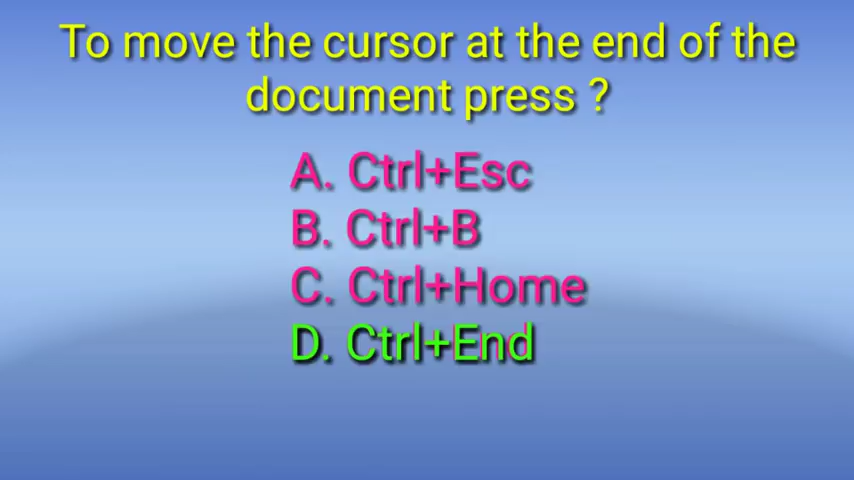 To move the cursor at the end of the
document press ?
A. Ctrl+Esc
B. Ctrl+B
C. Ctrl+Home
D. Ctrl+End